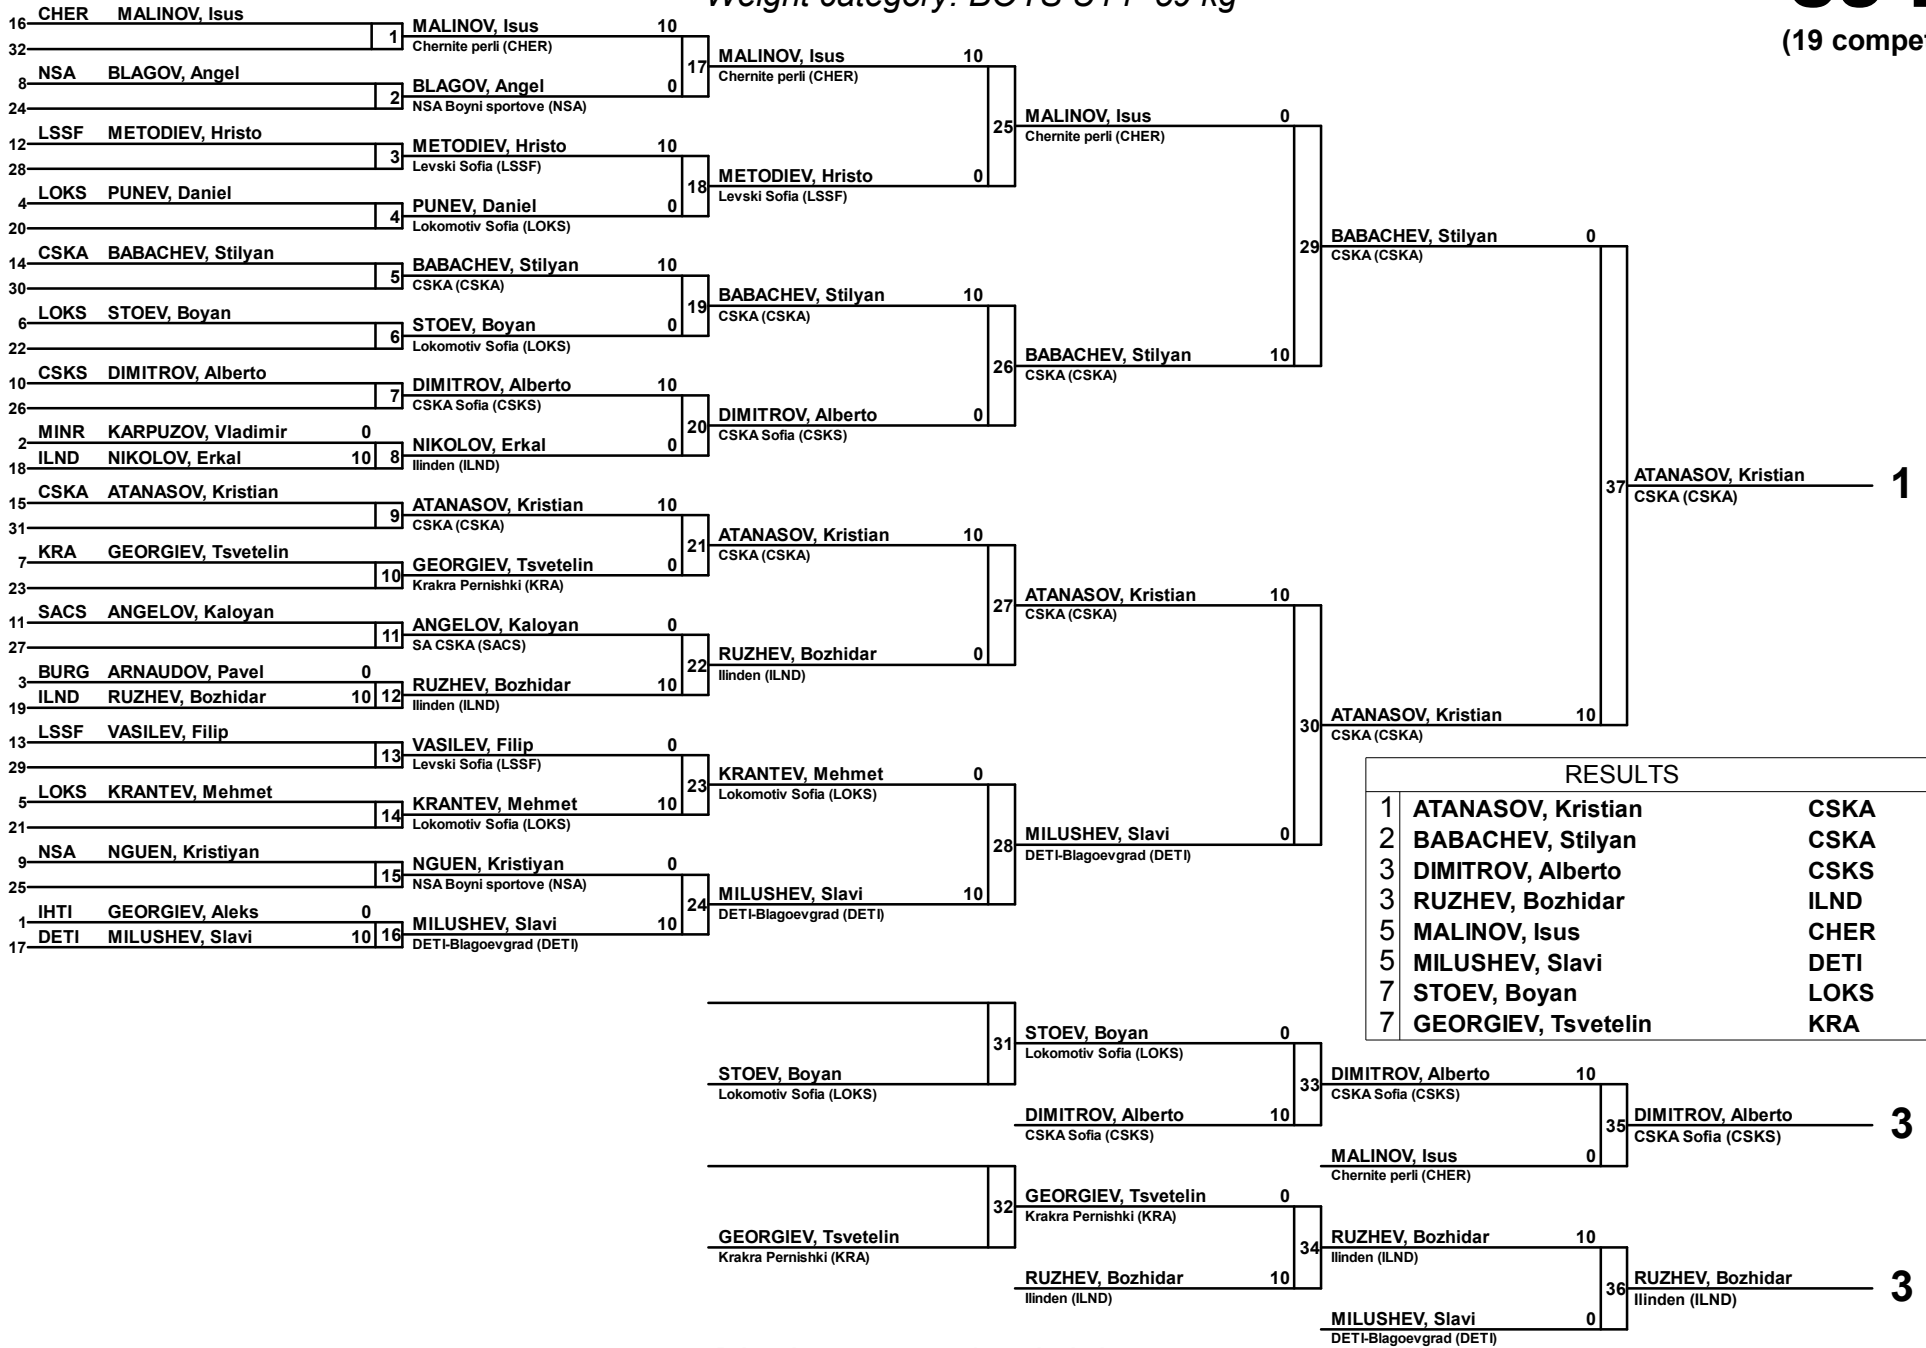 (19 compet
16 CHER MALINOV, Isus
32
1
8 NSA BLAGOV, Angel
24
2
12 LSSF METODIEV, Hristo
28
3
4 LOKS PUNEV, Daniel
20
4
14 CSKA BABACHEV, Stilyan
30
5
6 LOKS STOEV, Boyan
22
6
10 CSKS DIMITROV, Alberto
26
7
2 MINR KARPUZOV, Vladimir 0
18 ILND NIKOLOV, Erkal 10
8
15 CSKA ATANASOV, Kristian
31
9
7 KRA GEORGIEV, Tsvetelin
23
10
11 SACS ANGELOV, Kaloyan
27
11
3 BURG ARNAUDOV, Pavel 0
19 ILND RUZHEV, Bozhidar 10
12
13 LSSF VASILEV, Filip
29
13
5 LOKS KRANTEV, Mehmet
21
14
9 NSA NGUEN, Kristiyan
25
15
1 IHTI GEORGIEV, Aleks 0
17 DETI MILUSHEV, Slavi 10
16
MALINOV, Isus 10
Chernite perli (CHER)
17
BLAGOV, Angel 0
NSA Boyni sportove (NSA)
METODIEV, Hristo 10
Levski Sofia (LSSF)
18
PUNEV, Daniel 0
Lokomotiv Sofia (LOKS)
BABACHEV, Stilyan 10
CSKA (CSKA)
19
STOEV, Boyan 0
Lokomotiv Sofia (LOKS)
DIMITROV, Alberto 10
CSKA Sofia (CSKS)
20
NIKOLOV, Erkal 0
Ilinden (ILND)
ATANASOV, Kristian 10
CSKA (CSKA)
21
GEORGIEV, Tsvetelin 0
Krakra Pernishki (KRA)
ANGELOV, Kaloyan 0
SA CSKA (SACS)
22
RUZHEV, Bozhidar 10
Ilinden (ILND)
VASILEV, Filip 0
Levski Sofia (LSSF)
23
KRANTEV, Mehmet 10
Lokomotiv Sofia (LOKS)
NGUEN, Kristiyan 0
NSA Boyni sportove (NSA)
24
MILUSHEV, Slavi 10
DETI-Blagoevgrad (DETI)
MALINOV, Isus 10
Chernite perli (CHER)
25
METODIEV, Hristo 0
Levski Sofia (LSSF)
BABACHEV, Stilyan 10
CSKA (CSKA)
26
DIMITROV, Alberto 0
CSKA Sofia (CSKS)
ATANASOV, Kristian 10
CSKA (CSKA)
27
RUZHEV, Bozhidar 0
Ilinden (ILND)
KRANTEV, Mehmet 0
Lokomotiv Sofia (LOKS)
28
MILUSHEV, Slavi 10
DETI-Blagoevgrad (DETI)
MALINOV, Isus 0
Chernite perli (CHER)
29
BABACHEV, Stilyan 10
CSKA (CSKA)
ATANASOV, Kristian 10
CSKA (CSKA)
30
MILUSHEV, Slavi 0
DETI-Blagoevgrad (DETI)
BABACHEV, Stilyan 0
CSKA (CSKA)
37
ATANASOV, Kristian 10
CSKA (CSKA)
ATANASOV, Kristian 1
CSKA (CSKA)
RESULTS
1 ATANASOV, Kristian CSKA
2 BABACHEV, Stilyan CSKA
3 DIMITROV, Alberto CSKS
3 RUZHEV, Bozhidar ILND
5 MALINOV, Isus CHER
5 MILUSHEV, Slavi DETI
7 STOEV, Boyan LOKS
7 GEORGIEV, Tsvetelin KRA
31
STOEV, Boyan
Lokomotiv Sofia (LOKS)
STOEV, Boyan 0
Lokomotiv Sofia (LOKS)
33
DIMITROV, Alberto 10
CSKA Sofia (CSKS)
DIMITROV, Alberto 10
CSKA Sofia (CSKS)
35
MALINOV, Isus 0
Chernite perli (CHER)
DIMITROV, Alberto 3
CSKA Sofia (CSKS)
32
GEORGIEV, Tsvetelin
Krakra Pernishki (KRA)
GEORGIEV, Tsvetelin 0
Krakra Pernishki (KRA)
34
RUZHEV, Bozhidar 10
Ilinden (ILND)
RUZHEV, Bozhidar 10
Ilinden (ILND)
36
MILUSHEV, Slavi 0
DETI-Blagoevgrad (DETI)
RUZHEV, Bozhidar 3
Ilinden (ILND)